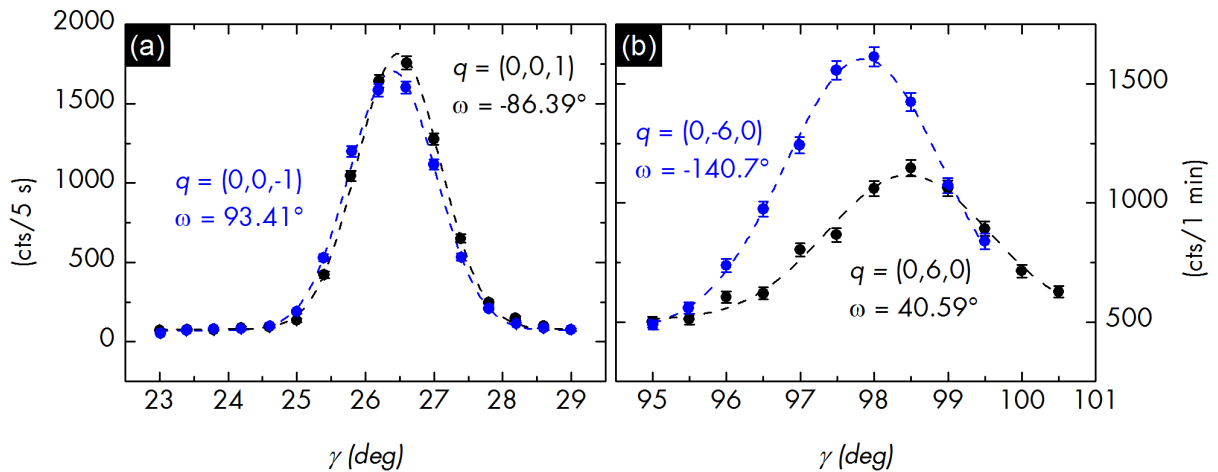 (a)
2000
1500
1000
500
0
(cts/5 s)
q = (0,0,1)
ω = -86.39°
q = (0,0,-1)
ω = 93.41°
23 24 25 26 27 28 29
γ (deg)
(b)
q = (0,-6,0)
ω = -140.7°
q = (0,6,0)
ω = 40.59°
1500
1000
500
(cts/1 min)
95 96 97 98 99 100 101
γ (deg)